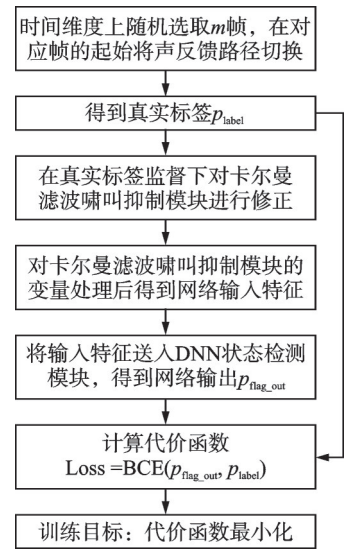 时间维度上随机选取m帧，在对
应帧的起始将声反馈路径切换
得到真实标签p_label
在真实标签监督下对卡尔曼
滤波啸叫抑制模块进行修正
对卡尔曼滤波啸叫抑制模块的
变量处理后得到网络输入特征
将输入特征送入DNN状态检测
模块，得到网络输出p_flag_out
计算代价函数
Loss =BCE(p_flag_out, p_label)
训练目标：代价函数最小化